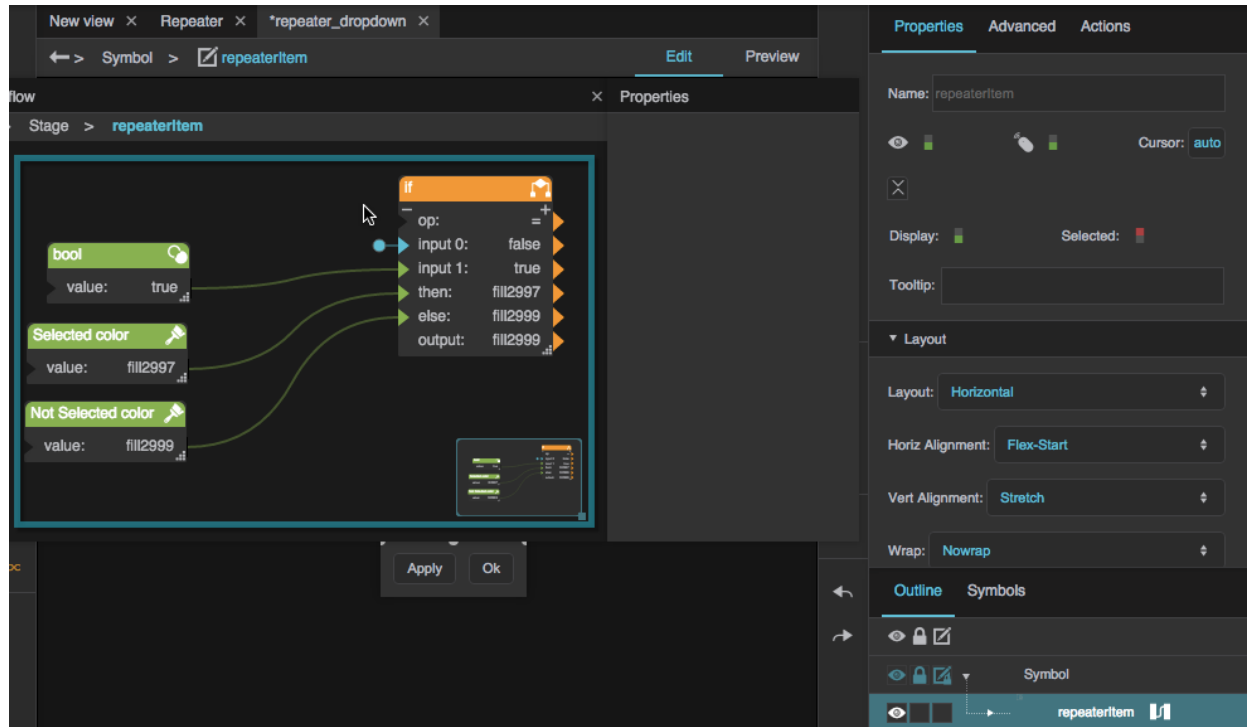 New view × Repeater × *repeater_dropdown ×
Properties Advanced Actions
> Symbol > repeaterItem Edit Preview
flow × Properties
Stage > repeaterItem
Name: repeaterItem
Cursor: auto
Display: Selected:
Tooltip:
Layout
Layout: Horizontal
Horiz Alignment: Flex-Start
Vert Alignment: Stretch
Wrap: Nowrap
if
op: =
input 0: false
input 1: true
then: fill2997
else: fill2999
output: fill2999
bool
value: true
Selected color
value: fill2997
Not Selected color
value: fill2999
Apply Ok
Outline Symbols
Symbol
repeaterItem